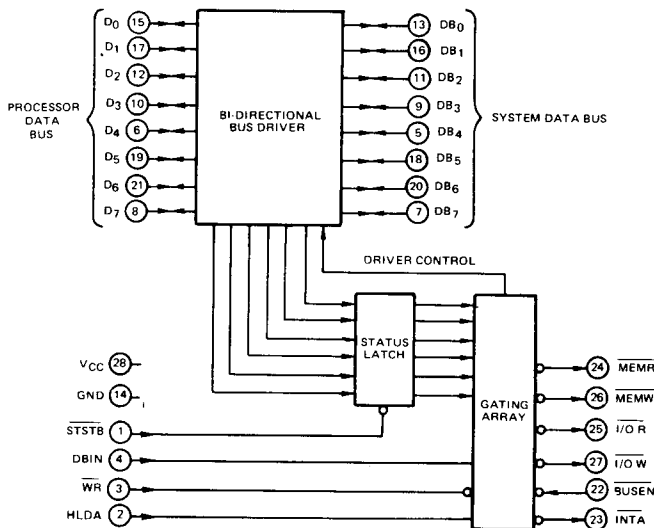 D0 15
D1 17
D2 12
D3 10
D4 6
D5 19
D6 21
D7 8
PROCESSOR
DATA
BUS
BI-DIRECTIONAL
BUS DRIVER
13 DB0
16 DB1
11 DB2
9 DB3
5 DB4
18 DB5
20 DB6
7 DB7
SYSTEM DATA BUS
DRIVER CONTROL
STATUS
LATCH
GATING
ARRAY
VCC 28
GND 14
STSTB 1
DBIN 4
WR 3
HLDA 2
24 MEMR
26 MEMW
25 I/O R
27 I/O W
22 BUSEN
23 INTA